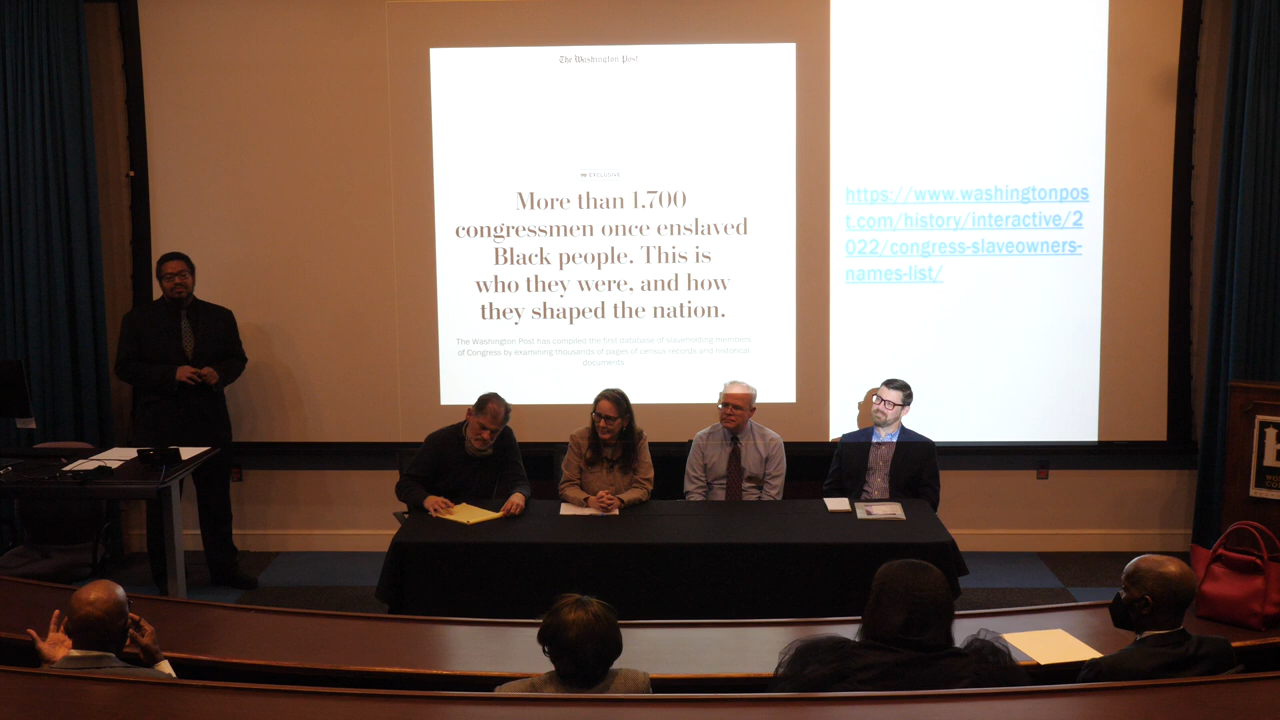 The Washington Post
EXCLUSIVE
More than 1,700
congressmen once enslaved
Black people. This is
who they were, and how
they shaped the nation.
The Washington Post has compiled the first database of slaveholding members
of Congress by examining thousands of pages of census records and historical
documents
https://www.washingtonpos
t.com/history/interactive/2
022/congress-slaveowners-
names-list/